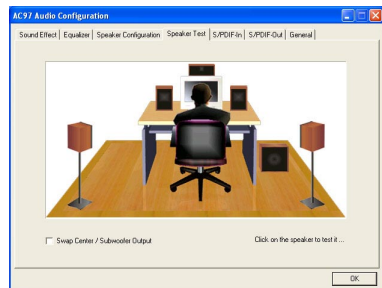 AC97 Audio Configuration
Sound Effect Equalizer Speaker Configuration Speaker Test S/PDIF-In S/PDIF-Out General
Swap Center / Subwoofer Output
Click on the speaker to test it ...
OK